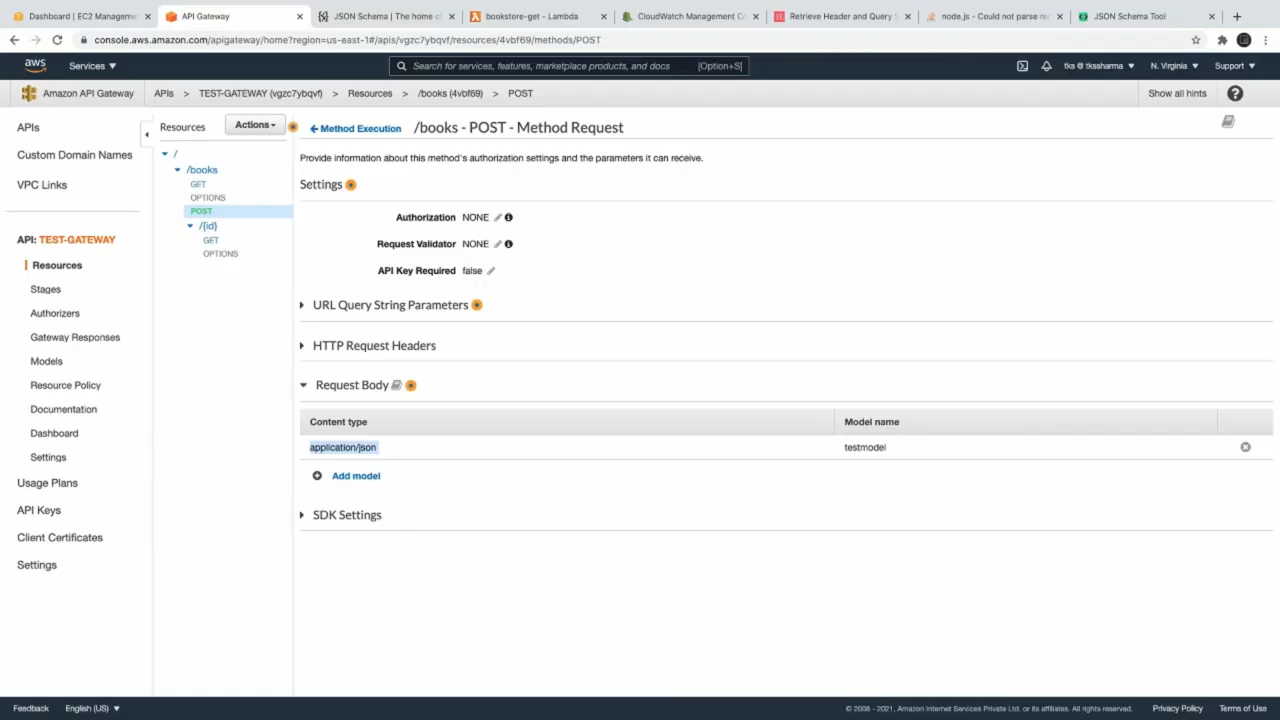 Dashboard | EC2 Managemen
API Gateway
JSON Schema | The home of
bookstore-get - Lambda
CloudWatch Management Co
Retrieve Header and Query S
node.js - Could not parse re
JSON Schema Tool
console.aws.amazon.com/apigateway/home?region=us-east-1#/apis/vgzc7ybqvf/resources/4vbf69/methods/POST
aws
Services
Search for services, features, marketplace products, and docs
[Option+S]
tks @ tkssharma
N. Virginia
Support
Amazon API Gateway
APIs > TEST-GATEWAY (vgzc7ybqvf) > Resources > /books (4vbf69) > POST
Show all hints
APIs
Custom Domain Names
VPC Links
API: TEST-GATEWAY
Resources
Stages
Authorizers
Gateway Responses
Models
Resource Policy
Documentation
Dashboard
Settings
Usage Plans
API Keys
Client Certificates
Settings
Resources
Actions
/
/books
GET
OPTIONS
POST
/{id}
GET
OPTIONS
Method Execution
/books - POST - Method Request
Provide information about this method's authorization settings and the parameters it can receive.
Settings
Authorization NONE
Request Validator NONE
API Key Required false
URL Query String Parameters
HTTP Request Headers
Request Body
Content type
Model name
application/json
testmodel
Add model
SDK Settings
Feedback
English (US)
© 2008 - 2021, Amazon Internet Services Private Ltd. or its affiliates. All rights reserved.
Privacy Policy
Terms of Use